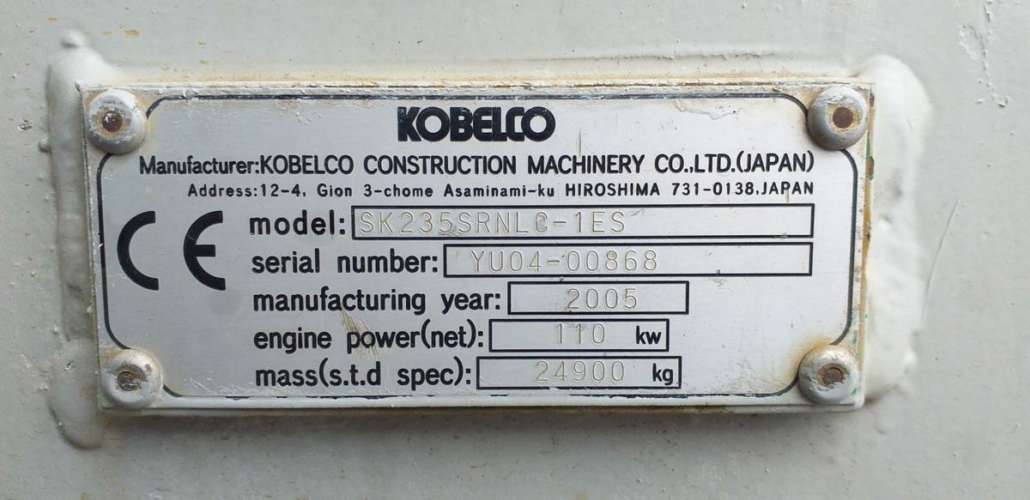 KOBELCO
Manufacturer:KOBELCO CONSTRUCTION MACHINERY CO.,LTD.(JAPAN)
Address:12-4, Gion 3-chome Asaminami-ku HIROSHIMA 731-0138,JAPAN
CE
model: SK235SRNLC-1ES
serial number: YU04-00868
manufacturing year: 2005
engine power(net): 110 kw
mass(s.t.d spec): 24900 kg